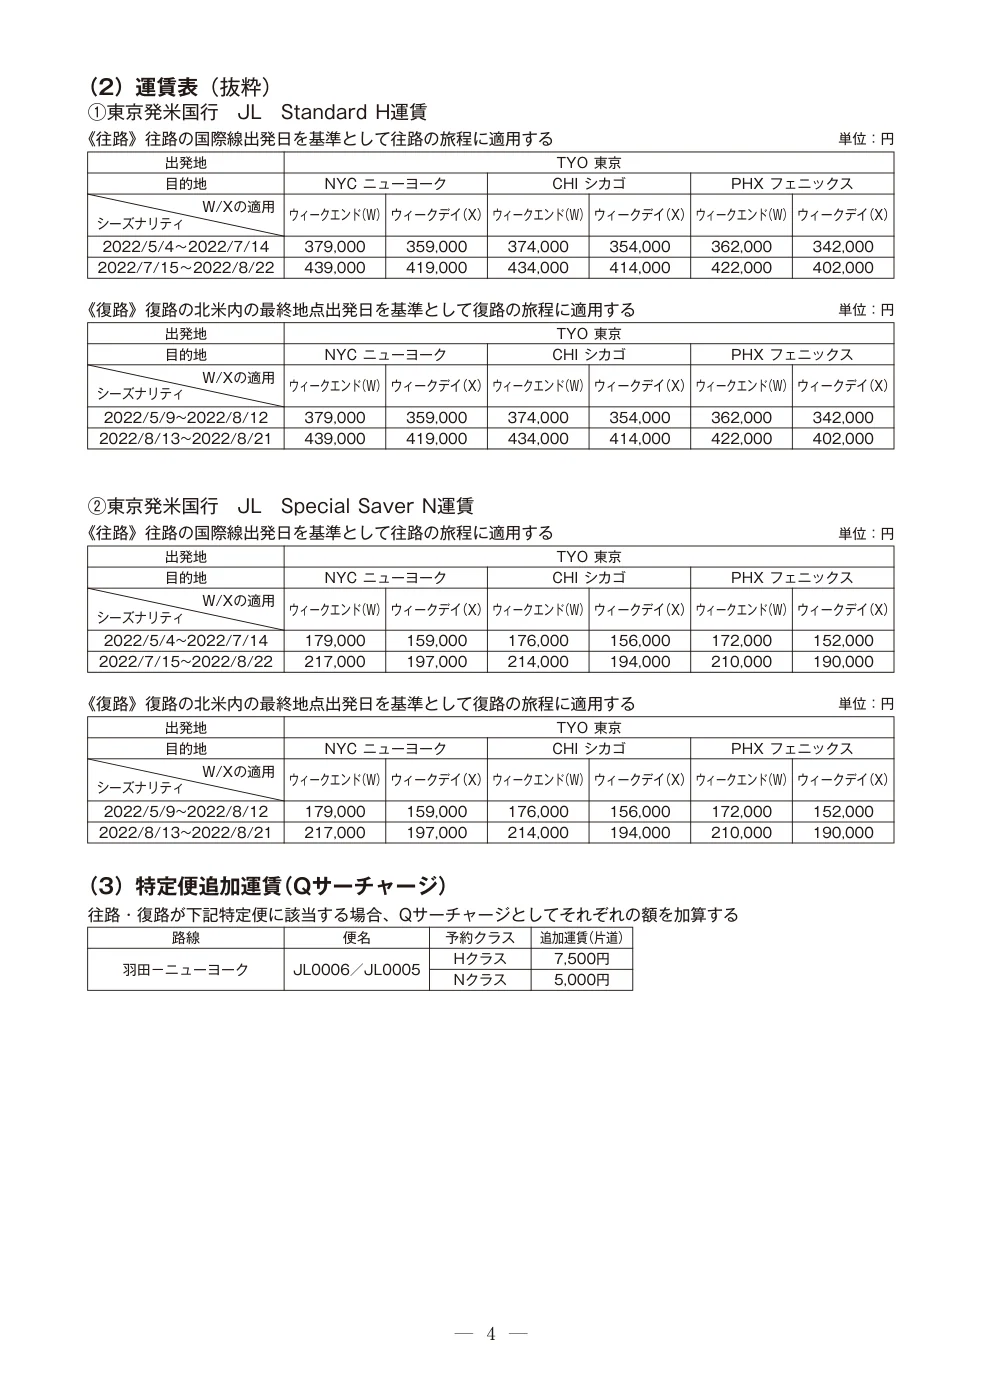 (2) 運賃表（抜粋）
①東京発米国行　JL　Standard H運賃
《往路》往路の国際線出発日を基準として往路の旅程に適用する 単位：円
出発地 TYO 東京
目的地 NYC ニューヨーク CHI シカゴ PHX フェニックス
W/Xの適用
シーズナリティ ウィークエンド(W) ウィークデイ(X) ウィークエンド(W) ウィークデイ(X) ウィークエンド(W) ウィークデイ(X)
2022/5/4~2022/7/14 379,000 359,000 374,000 354,000 362,000 342,000
2022/7/15~2022/8/22 439,000 419,000 434,000 414,000 422,000 402,000
《復路》復路の北米内の最終地点出発日を基準として復路の旅程に適用する 単位：円
出発地 TYO 東京
目的地 NYC ニューヨーク CHI シカゴ PHX フェニックス
W/Xの適用
シーズナリティ ウィークエンド(W) ウィークデイ(X) ウィークエンド(W) ウィークデイ(X) ウィークエンド(W) ウィークデイ(X)
2022/5/9~2022/8/12 379,000 359,000 374,000 354,000 362,000 342,000
2022/8/13~2022/8/21 439,000 419,000 434,000 414,000 422,000 402,000
②東京発米国行　JL　Special Saver N運賃
《往路》往路の国際線出発日を基準として往路の旅程に適用する 単位：円
出発地 TYO 東京
目的地 NYC ニューヨーク CHI シカゴ PHX フェニックス
W/Xの適用
シーズナリティ ウィークエンド(W) ウィークデイ(X) ウィークエンド(W) ウィークデイ(X) ウィークエンド(W) ウィークデイ(X)
2022/5/4~2022/7/14 179,000 159,000 176,000 156,000 172,000 152,000
2022/7/15~2022/8/22 217,000 197,000 214,000 194,000 210,000 190,000
《復路》復路の北米内の最終地点出発日を基準として復路の旅程に適用する 単位：円
出発地 TYO 東京
目的地 NYC ニューヨーク CHI シカゴ PHX フェニックス
W/Xの適用
シーズナリティ ウィークエンド(W) ウィークデイ(X) ウィークエンド(W) ウィークデイ(X) ウィークエンド(W) ウィークデイ(X)
2022/5/9~2022/8/12 179,000 159,000 176,000 156,000 172,000 152,000
2022/8/13~2022/8/21 217,000 197,000 214,000 194,000 210,000 190,000
(3) 特定便追加運賃(Qサーチャージ)
往路・復路が下記特定便に該当する場合、Qサーチャージとしてそれぞれの額を加算する
路線 便名 予約クラス 追加運賃(片道)
羽田－ニューヨーク JL0006／JL0005 Hクラス 7,500円
Nクラス 5,000円
— 4 —